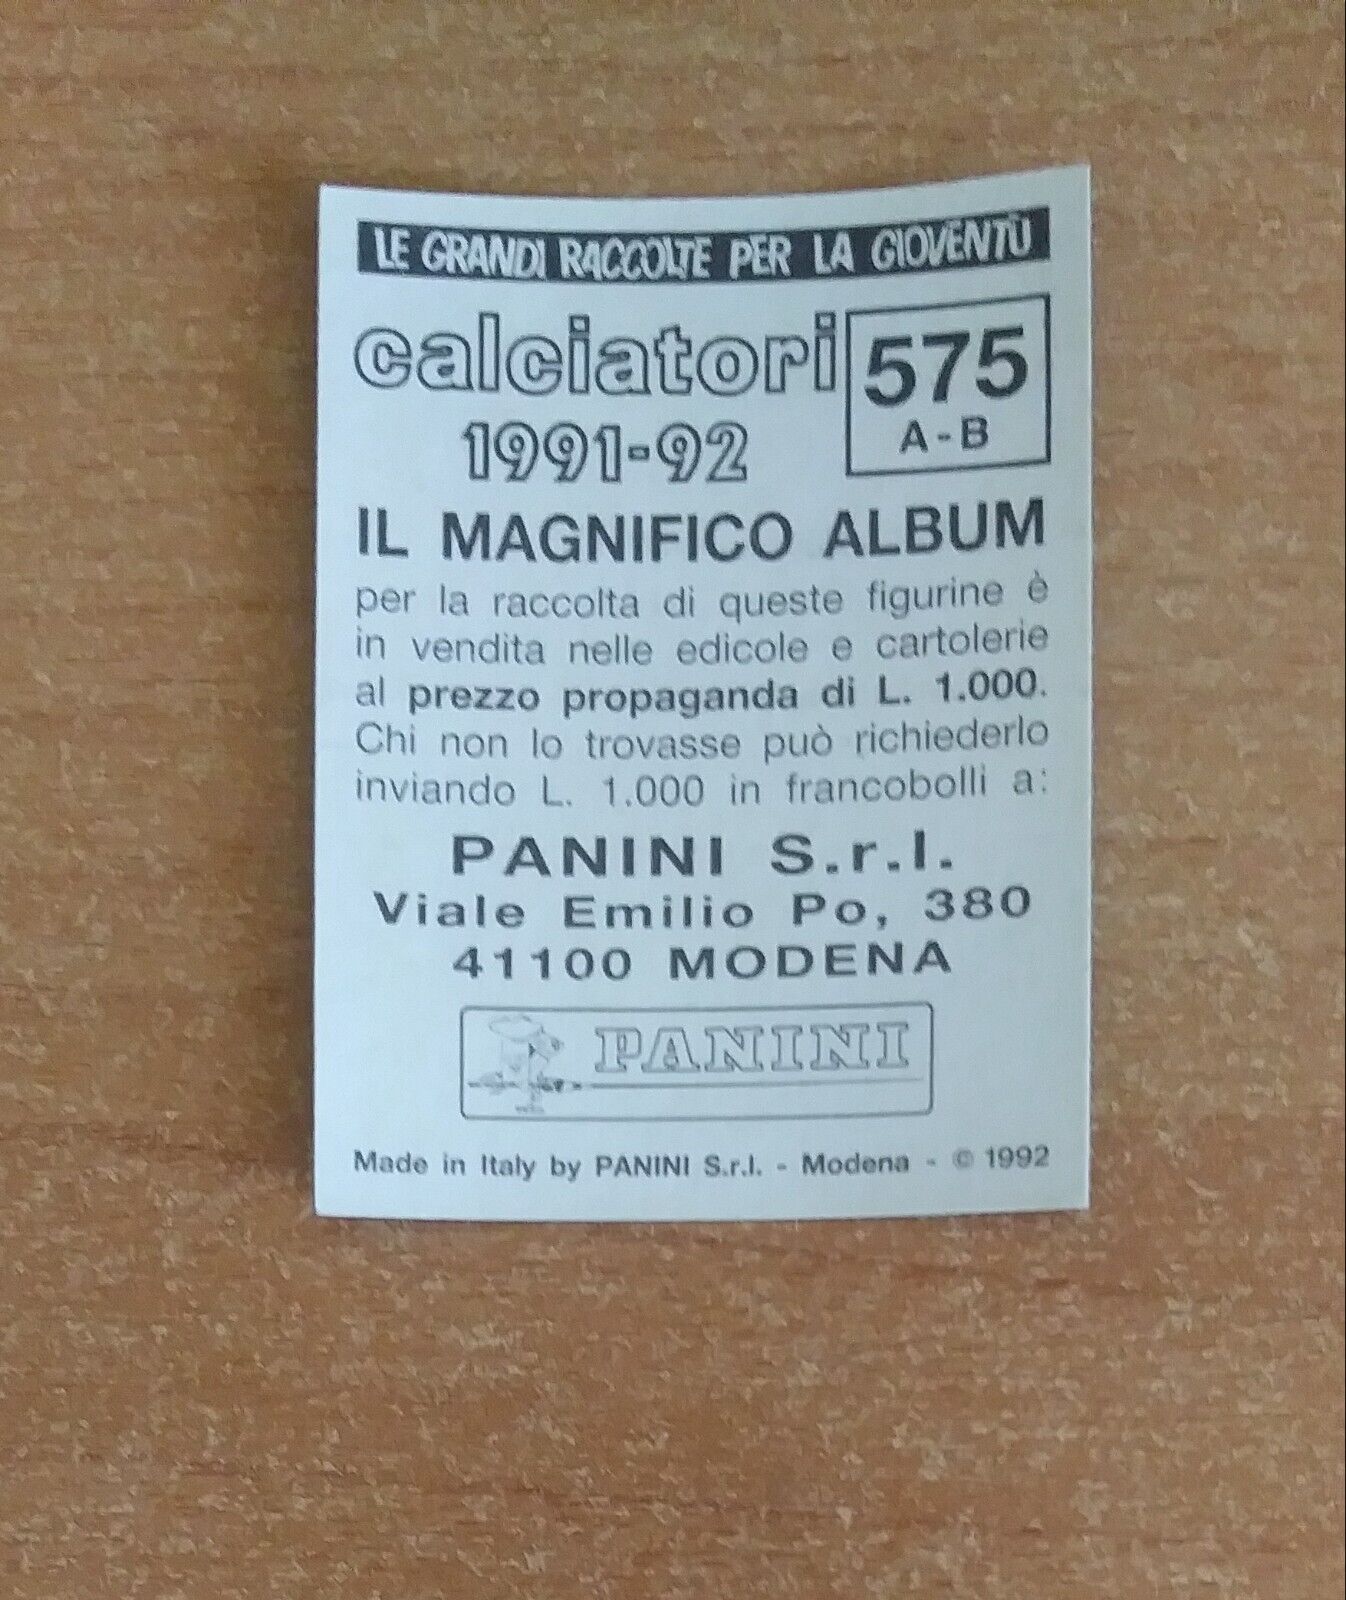 LE GRANDI RACCOLTE PER LA GIOVENTÙ
calciatori
1991-92
575
A - B
IL MAGNIFICO ALBUM
per la raccolta di queste figurine è
in vendita nelle edicole e cartolerie
al prezzo propaganda di L. 1.000.
Chi non lo trovasse può richiederlo
inviando L. 1.000 in francobolli a:
PANINI S.r.l.
Viale Emilio Po, 380
41100 MODENA
PANINI
Made in Italy by PANINI S.r.l. - Modena - © 1992